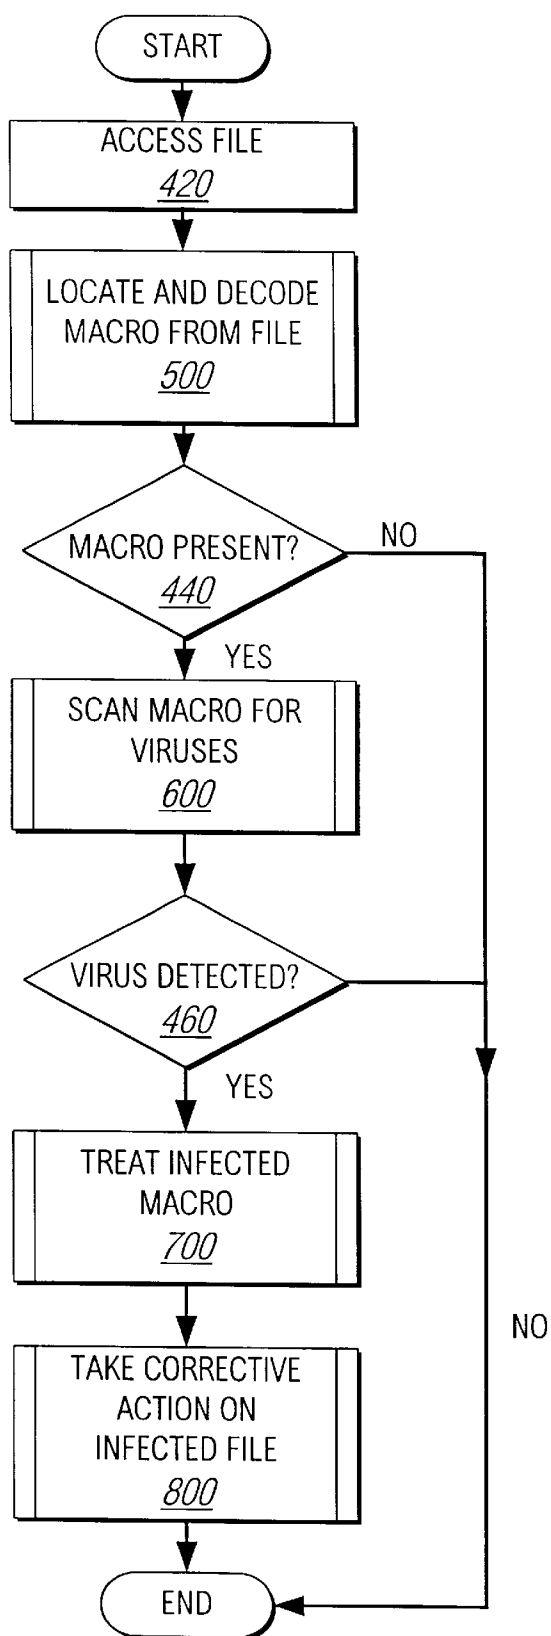 START
ACCESS FILE
420
LOCATE AND DECODE
MACRO FROM FILE
500
MACRO PRESENT?
440
NO
YES
SCAN MACRO FOR
VIRUSES
600
VIRUS DETECTED?
460
YES
TREAT INFECTED
MACRO
700
NO
TAKE CORRECTIVE
ACTION ON
INFECTED FILE
800
END